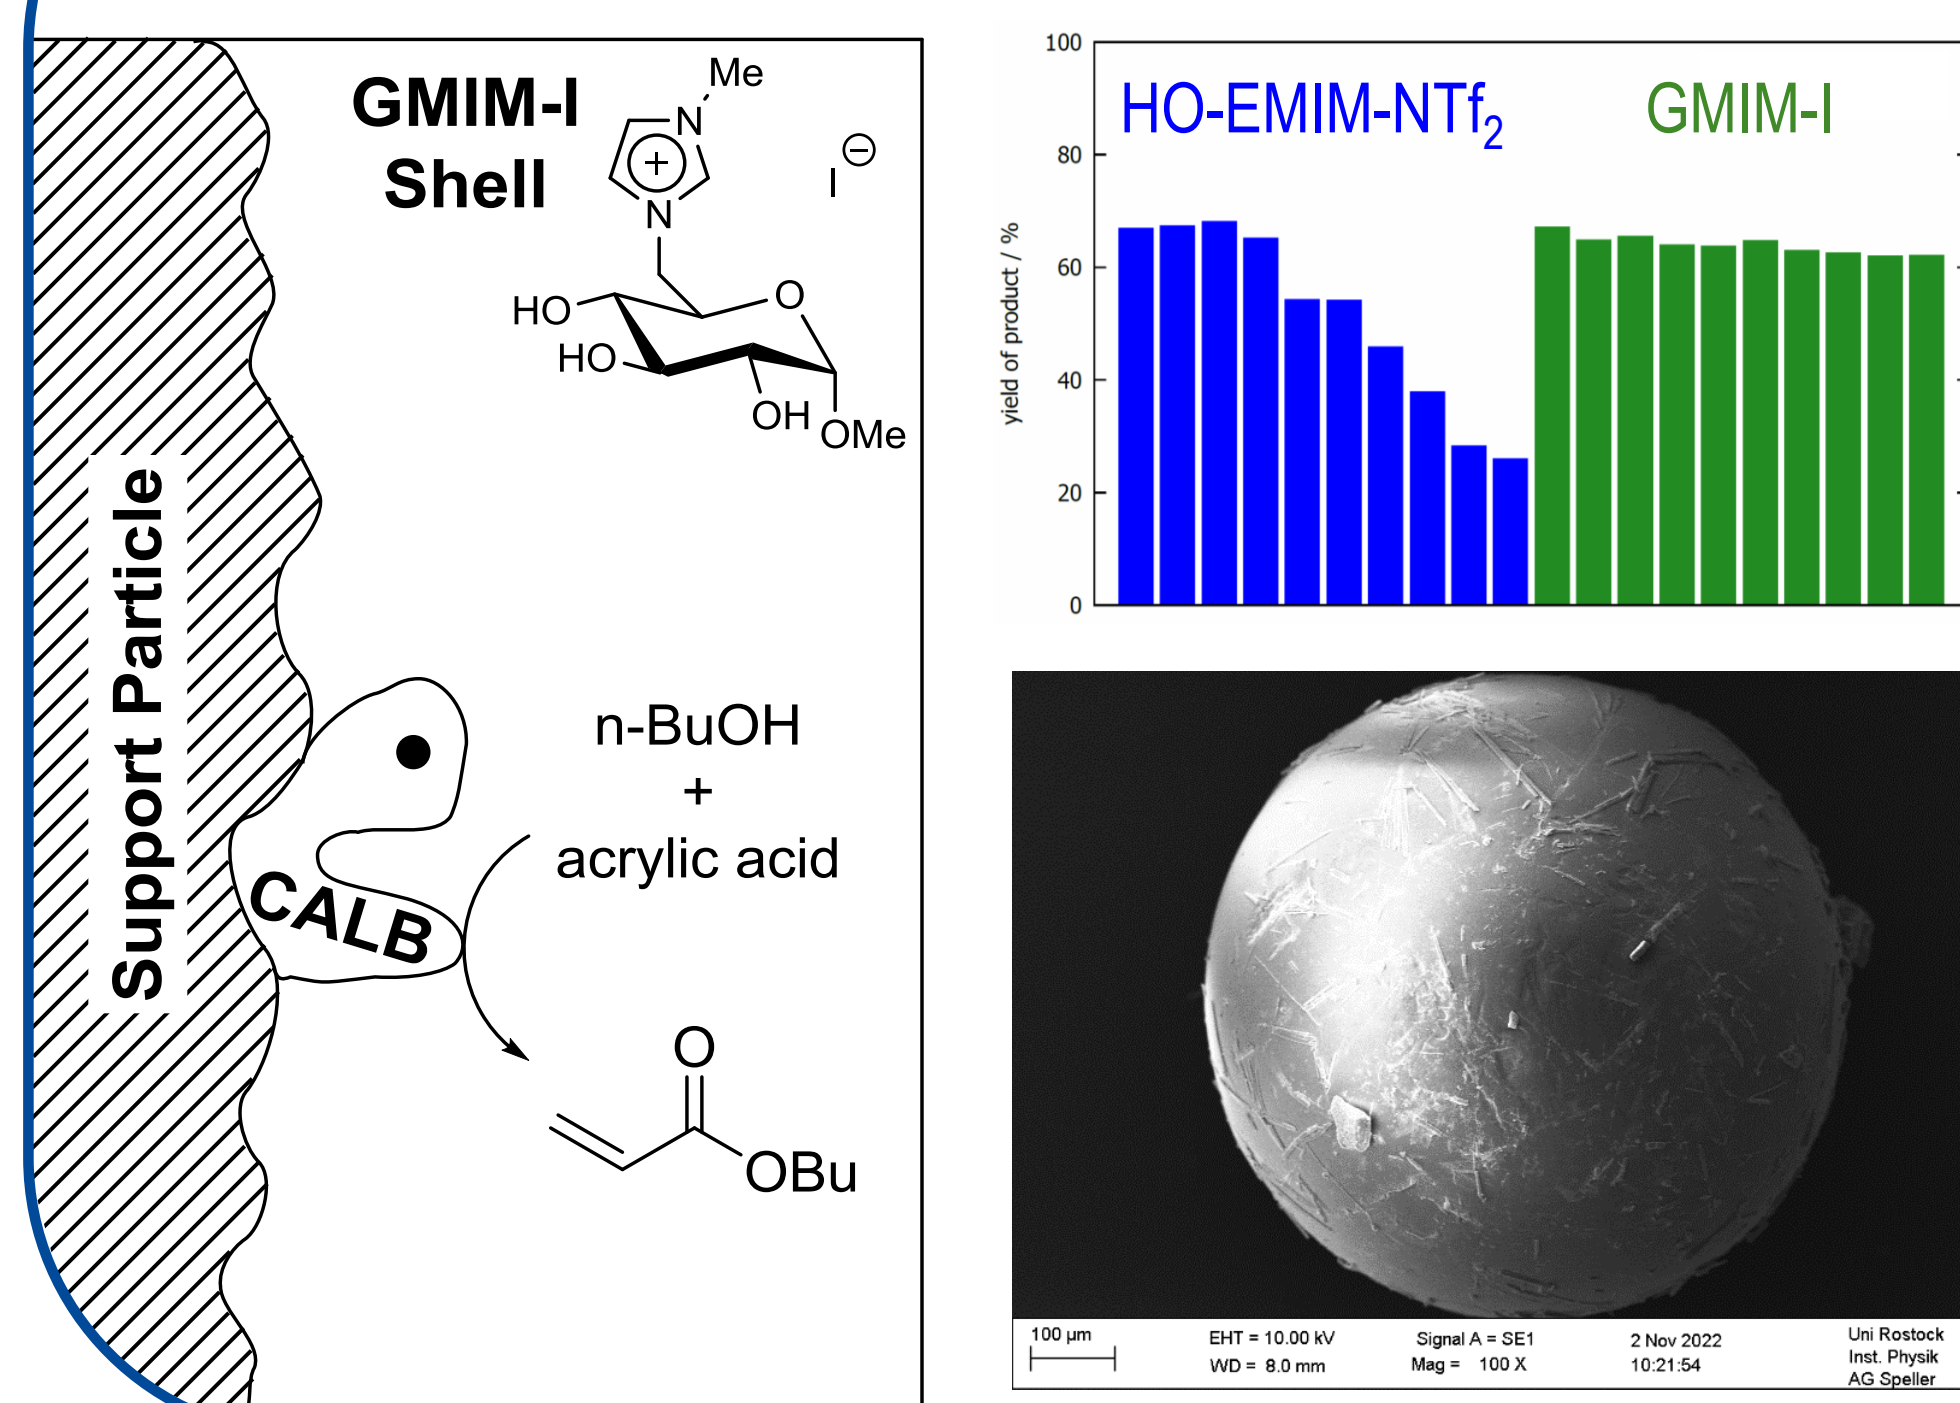 GMIM-I
Shell
Me
N
+
N
I
⊖
O
HO
HO
OH
OMe
Support Particle
CALB
n-BuOH
+
acrylic acid
O
OBu
100
80
60
40
20
0
yield of product / %
HO-EMIM-NTf₂
GMIM-I
100 µm
EHT = 10.00 kV
WD = 8.0 mm
Signal A = SE1
Mag = 100 X
2 Nov 2022
10:21:54
Uni Rostock
Inst. Physik
AG Speller